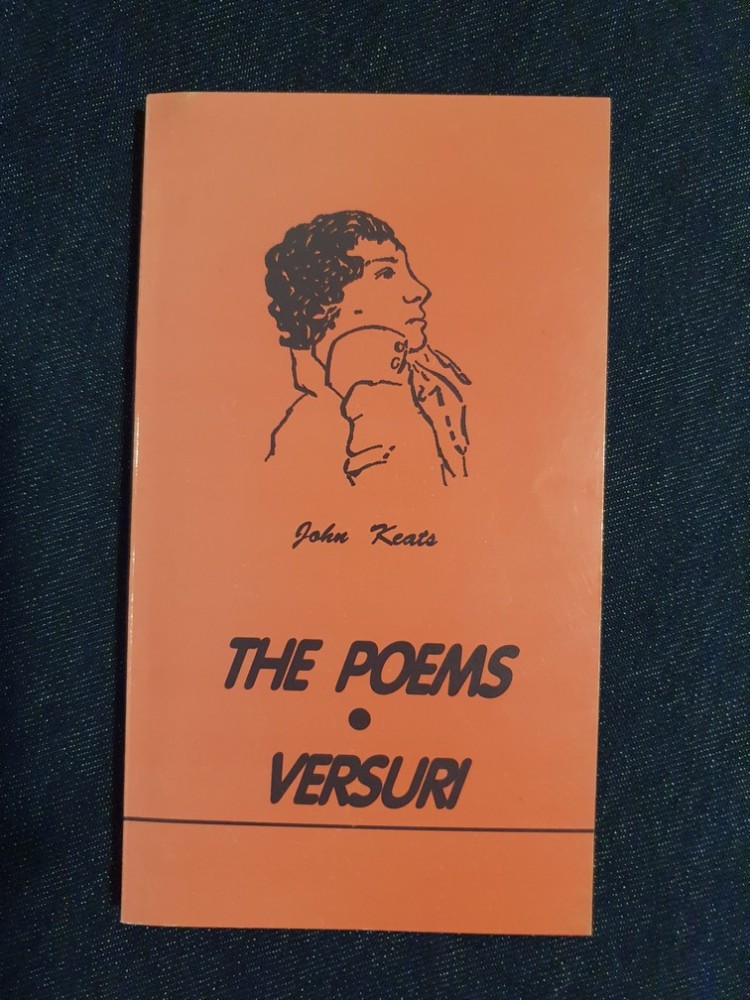 John Keats
THE POEMS
•
VERSURI